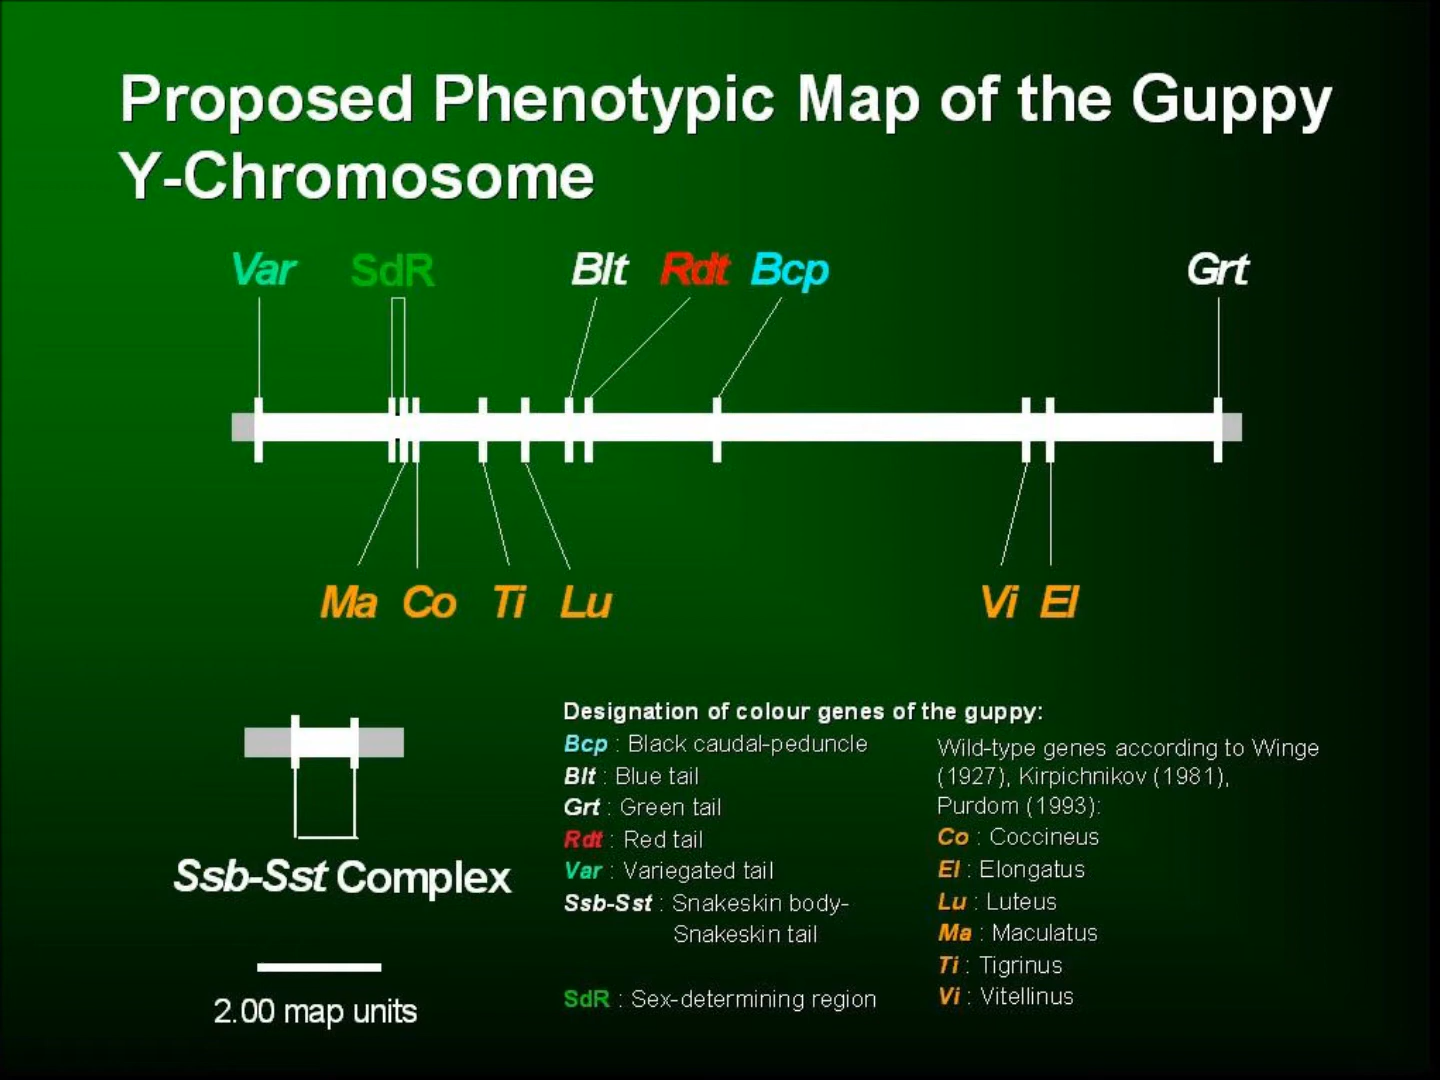 Proposed Phenotypic Map of the Guppy
Y-Chromosome
Var SdR Blt Rdt Bcp Grt
Ma Co Ti Lu Vi El
Ssb-Sst Complex
2.00 map units
Designation of colour genes of the guppy:
Bcp : Black caudal-peduncle
Blt : Blue tail
Grt : Green tail
Rdt : Red tail
Var : Variegated tail
Ssb-Sst : Snakeskin body-
Snakeskin tail
SdR : Sex-determining region
Wild-type genes according to Winge
(1927), Kirpichnikov (1981),
Purdom (1993):
Co : Coccineus
El : Elongatus
Lu : Luteus
Ma : Maculatus
Ti : Tigrinus
Vi : Vitellinus